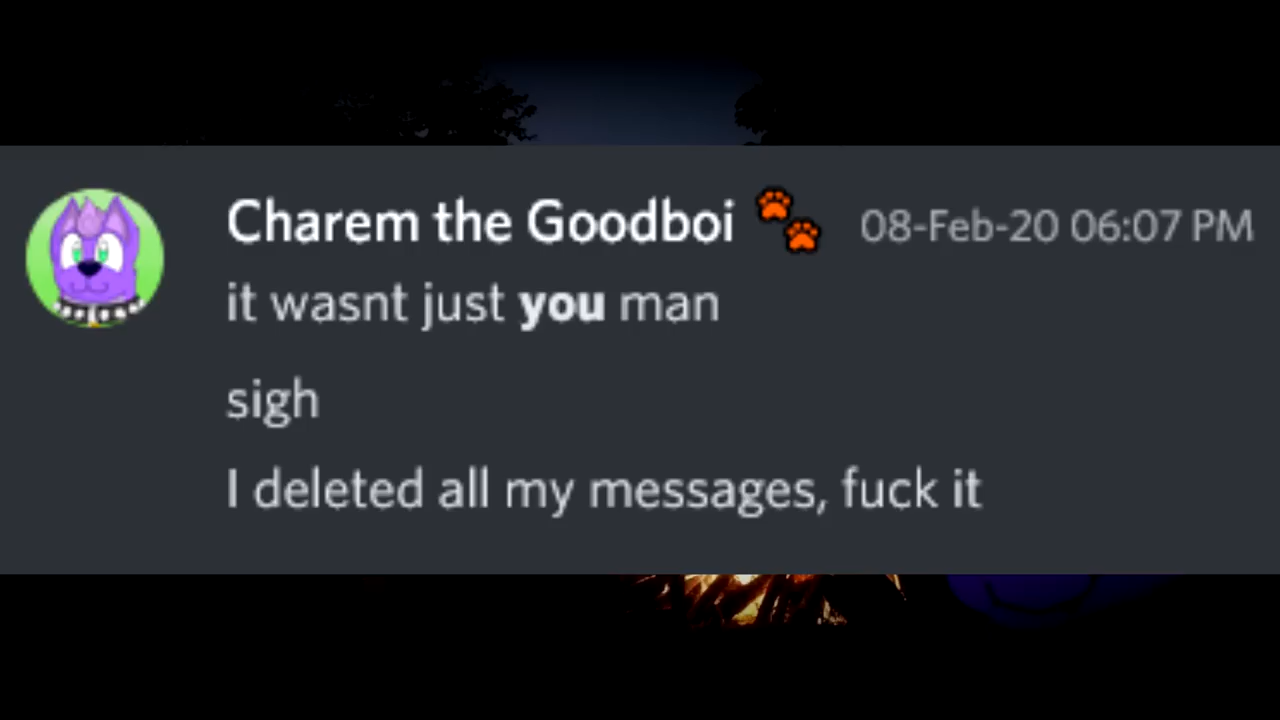 Charem the Goodboi 🐾 08-Feb-20 06:07 PM
it wasnt just you man
sigh
I deleted all my messages, fuck it